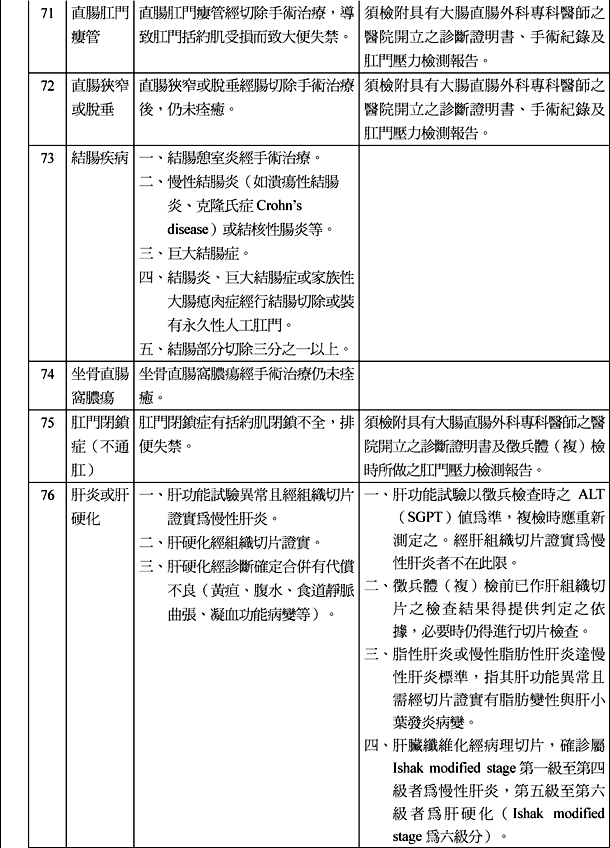 71
直腸肛門
瘻管
直腸肛門瘻管經切除手術治療，導
致肛門括約肌受損而致大便失禁。
須檢附具有大腸直腸外科專科醫師之
醫院開立之診斷證明書、手術紀錄及
肛門壓力檢測報告。
72
直腸狹窄
或脫垂
直腸狹窄或脫垂經腸切除手術治療
後，仍未痊癒。
須檢附具有大腸直腸外科專科醫師之
醫院開立之診斷證明書、手術紀錄及
肛門壓力檢測報告。
73
結腸疾病
一、結腸憩室炎經手術治療。
二、慢性結腸炎（如潰瘍性結腸
炎、克隆氏症 Crohn’s
disease）或結核性腸炎等。
三、巨大結腸症。
四、結腸炎、巨大結腸症或家族性
大腸瘜肉症經行結腸切除或裝
有永久性人工肛門。
五、結腸部分切除三分之一以上。
74
坐骨直腸
窩膿瘍
坐骨直腸窩膿瘍經手術治療仍未痊
癒。
75
肛門閉鎖
症（不通
肛）
肛門閉鎖症有括約肌閉鎖不全，排
便失禁。
須檢附具有大腸直腸外科專科醫師之
醫院開立之診斷證明書及徵兵體（複）檢
時所做之肛門壓力檢測報告。
76
肝炎或肝
硬化
一、肝功能試驗異常且經組織切片
證實爲慢性肝炎。
二、肝硬化經組織切片證實。
三、肝硬化經診斷確定合併有代償
不良（黃疸、腹水、食道靜脈
曲張、凝血功能病變等）。
一、肝功能試驗以徵兵檢查時之 ALT
（SGPT）値爲準，複檢時應重新
測定之。經肝組織切片證實爲慢
性肝炎者不在此限。
二、徵兵體（複）檢前已作肝組織切
片之檢查結果得提供判定之依
據，必要時仍得進行切片檢查。
三、脂性肝炎或慢性脂肪性肝炎達慢
性肝炎標準，指其肝功能異常且
需經切片證實有脂肪變性與肝小
葉發炎病變。
四、肝臟纖維化經病理切片，確診屬
Ishak modified stage 第一級至第四
級者爲慢性肝炎，第五級至第六
級者爲肝硬化（Ishak modified
stage 爲六級分）。